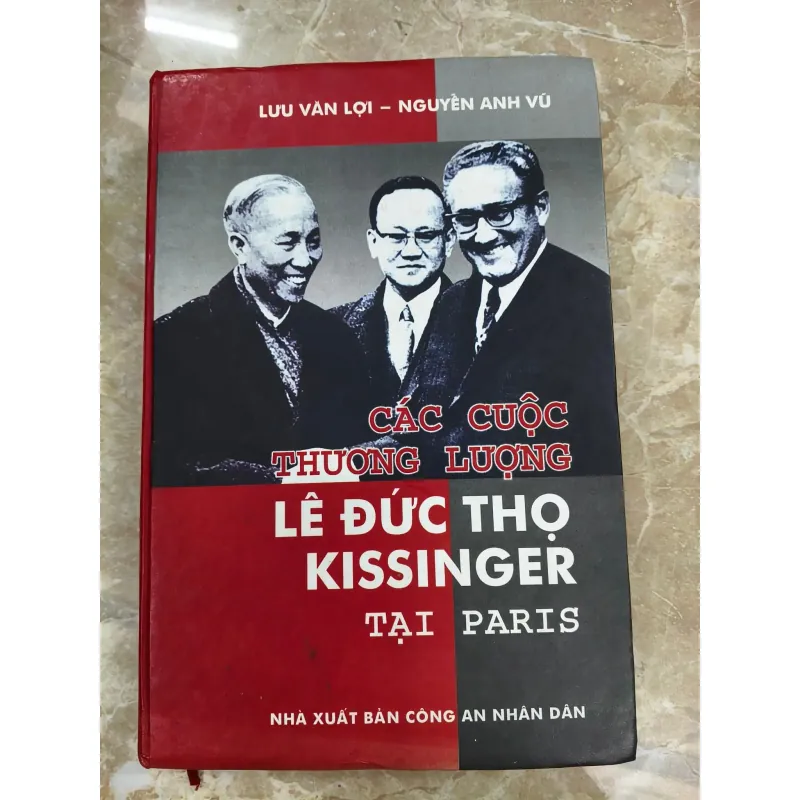 LƯU VĂN LỢI – NGUYỄN ANH VŨ
CÁC CUỘC
THƯƠNG LƯỢNG
LÊ ĐỨC THỌ
KISSINGER
TẠI PARIS
NHÀ XUẤT BẢN CÔNG AN NHÂN DÂN